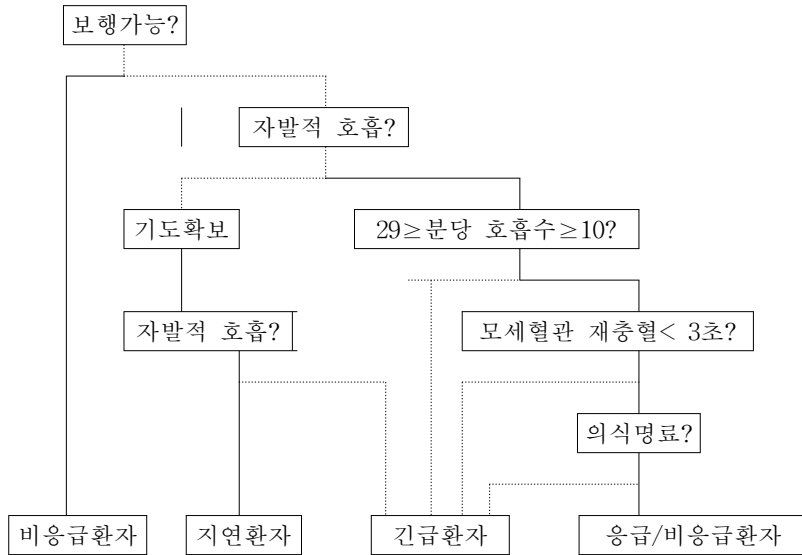 보행가능?
자발적 호흡?
기도확보
29≥분당 호흡수≥10?
자발적 호흡?
모세혈관 재충혈< 3초?
의식명료?
비응급환자
지연환자
긴급환자
응급/비응급환자